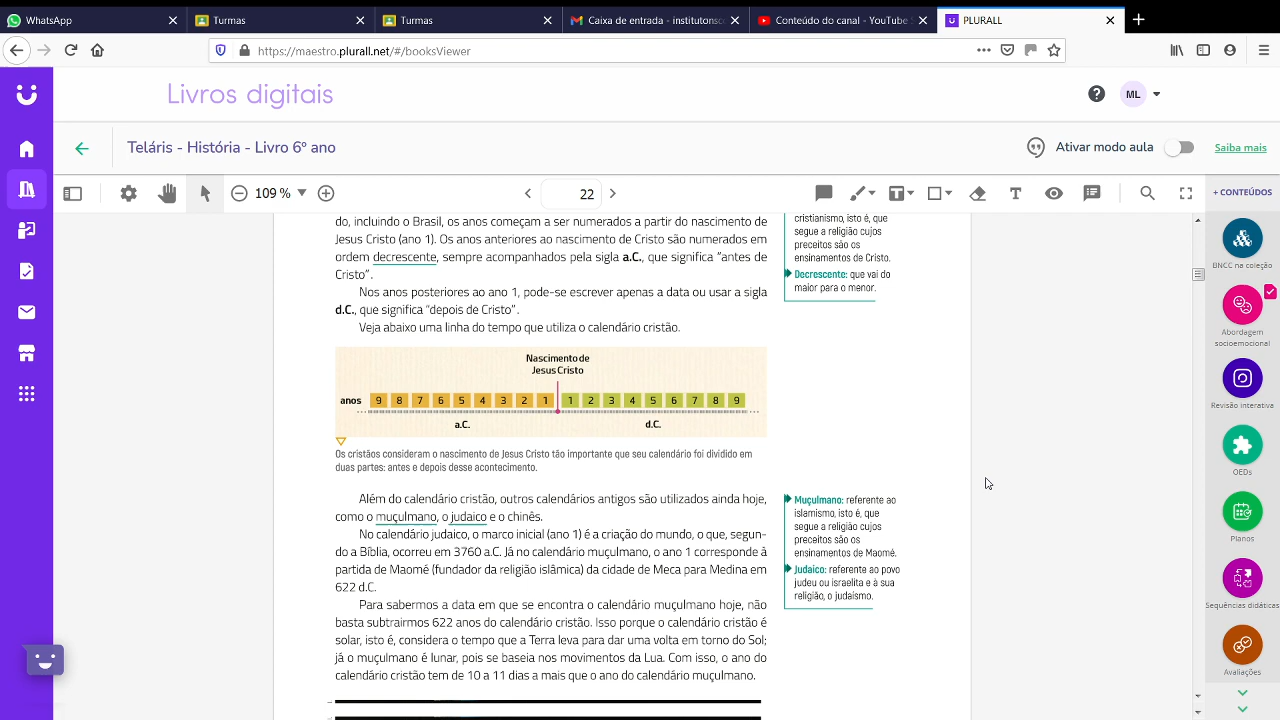 WhatsApp
Turmas
Turmas
Caixa de entrada - institutonsc
Conteúdo do canal - YouTube
PLURALL
https://maestro.plurall.net/#/booksViewer
Livros digitais
ML
Teláris - História - Livro 6º ano
Ativar modo aula
Saiba mais
109 %
22
+ CONTEÚDOS
do, incluindo o Brasil, os anos começam a ser numerados a partir do nascimento de
Jesus Cristo (ano 1). Os anos anteriores ao nascimento de Cristo são numerados em
ordem decrescente, sempre acompanhados pela sigla a.C., que significa "antes de
Cristo".
Nos anos posteriores ao ano 1, pode-se escrever apenas a data ou usar a sigla
d.C., que significa "depois de Cristo".
Veja abaixo uma linha do tempo que utiliza o calendário cristão.
cristianismo, isto é, que
segue a religião cujos
preceitos são os
ensinamentos de Cristo.
Decrescente: que vai do
maior para o menor.
Nascimento de
Jesus Cristo
anos 9 8 7 6 5 4 3 2 1 1 2 3 4 5 6 7 8 9
a.C. d.C.
Os cristãos consideram o nascimento de Jesus Cristo tão importante que seu calendário foi dividido em
duas partes: antes e depois desse acontecimento.
Além do calendário cristão, outros calendários antigos são utilizados ainda hoje,
como o muçulmano, o judaico e o chinês.
No calendário judaico, o marco inicial (ano 1) é a criação do mundo, o que, segun-
do a Bíblia, ocorreu em 3760 a.C. Já no calendário muçulmano, o ano 1 corresponde à
partida de Maomé (fundador da religião islâmica) da cidade de Meca para Medina em
622 d.C.
Para sabermos a data em que se encontra o calendário muçulmano hoje, não
basta subtrairmos 622 anos do calendário cristão. Isso porque o calendário cristão é
solar, isto é, considera o tempo que a Terra leva para dar uma volta em torno do Sol;
já o muçulmano é lunar, pois se baseia nos movimentos da Lua. Com isso, o ano do
calendário cristão tem de 10 a 11 dias a mais que o ano do calendário muçulmano.
Muçulmano: referente ao
islamismo, isto é, que
segue a religião cujos
preceitos são os
ensinamentos de Maomé.
Judaico: referente ao povo
judeu ou israelita e à sua
religião, o judaísmo.
BNCC na coleção
Abordagem
socioemocional
Revisão interativa
OEDs
Planos
Sequências didáticas
Avaliações